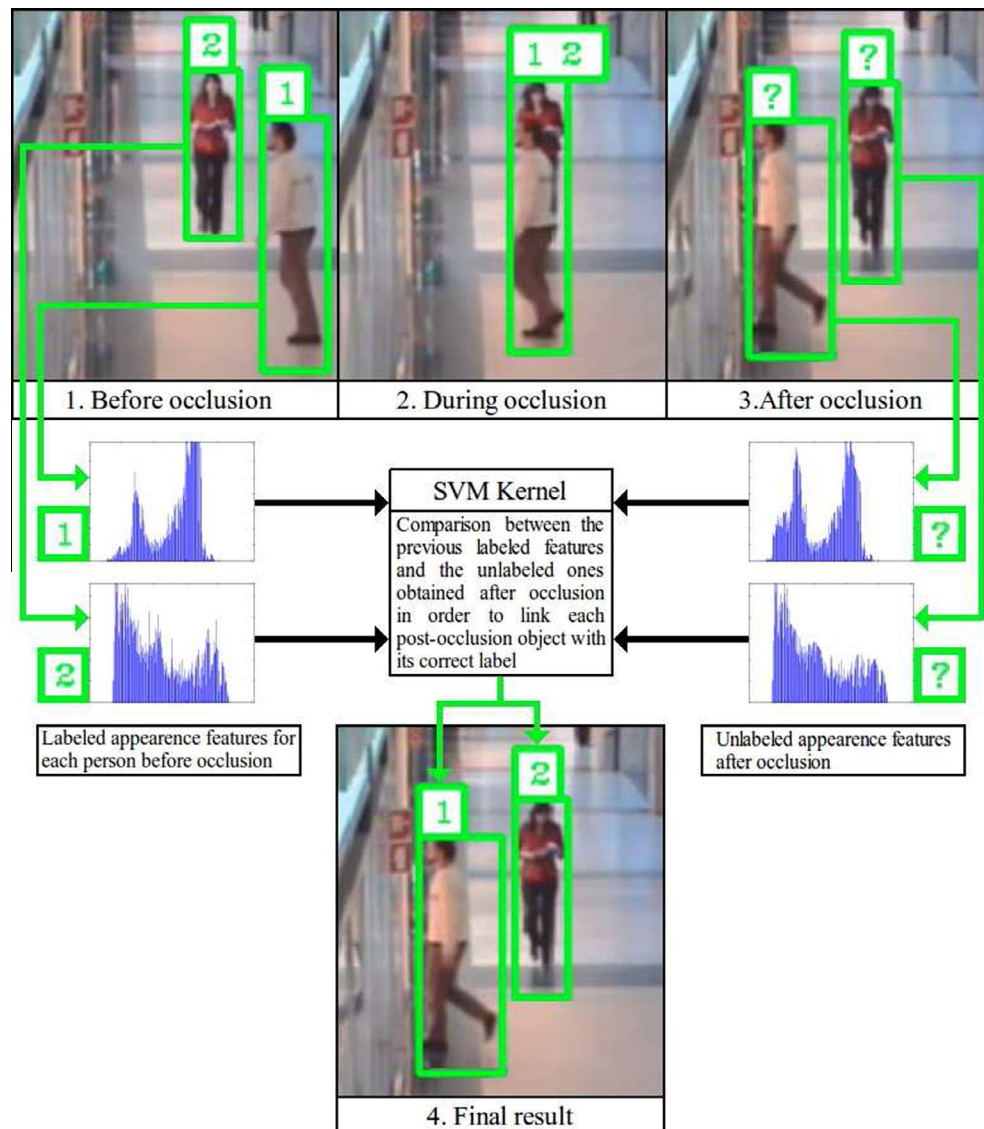 2
1
1 2
?
?
1. Before occlusion
2. During occlusion
3.After occlusion
1
2
SVM Kernel
Comparison between the
previous labeled features
and the unlabeled ones
obtained after occlusion
in order to link each
post-occlusion object with
its correct label
?
?
Labeled appearence features for
each person before occlusion
Unlabeled appearence features
after occlusion
1
2
4. Final result